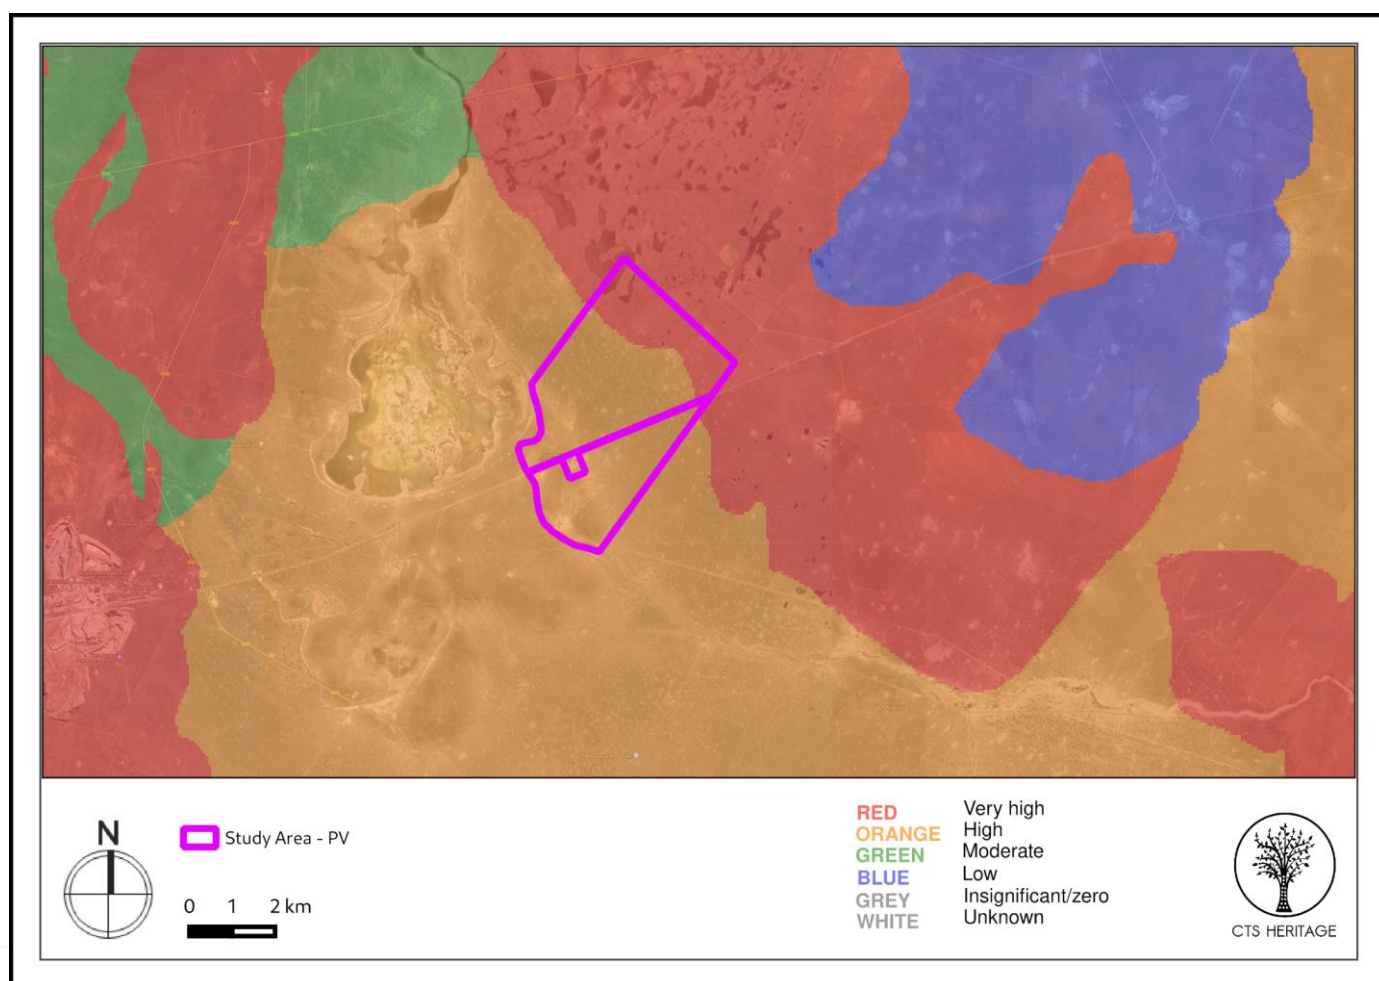 N
Study Area - PV
0 1 2 km
RED Very high
ORANGE High
GREEN Moderate
BLUE Low
GREY Insignificant/zero
WHITE Unknown
CTS HERITAGE